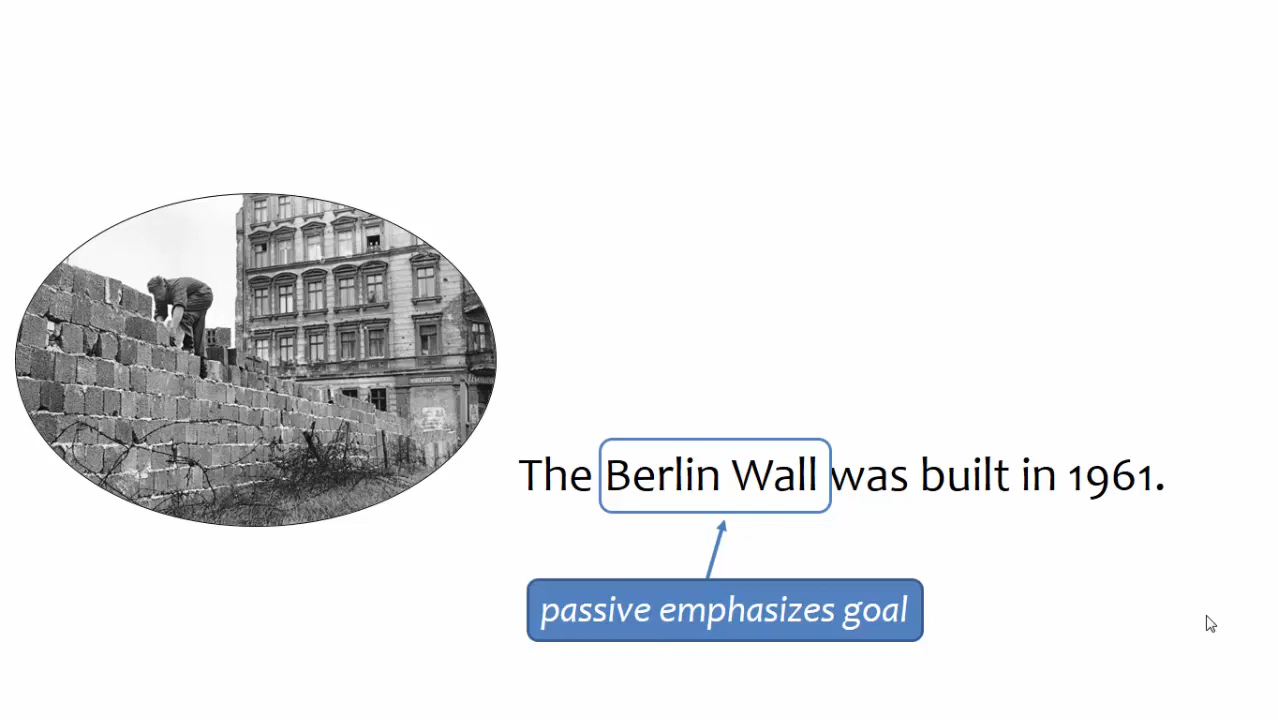 The Berlin Wall was built in 1961.
passive emphasizes goal